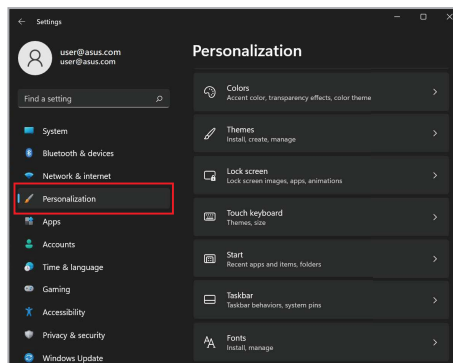 Settings
user@asus.com
user@asus.com
Find a setting
System
Bluetooth & devices
Network & internet
Personalization
Apps
Accounts
Time & language
Gaming
Accessibility
Privacy & security
Windows Update
Personalization
Colors
Accent color, transparency effects, color theme
Themes
Install, create, manage
Lock screen
Lock screen images, apps, animations
Touch keyboard
Themes, size
Start
Recent apps and items, folders
Taskbar
Taskbar behaviors, system pins
Fonts
Install, manage